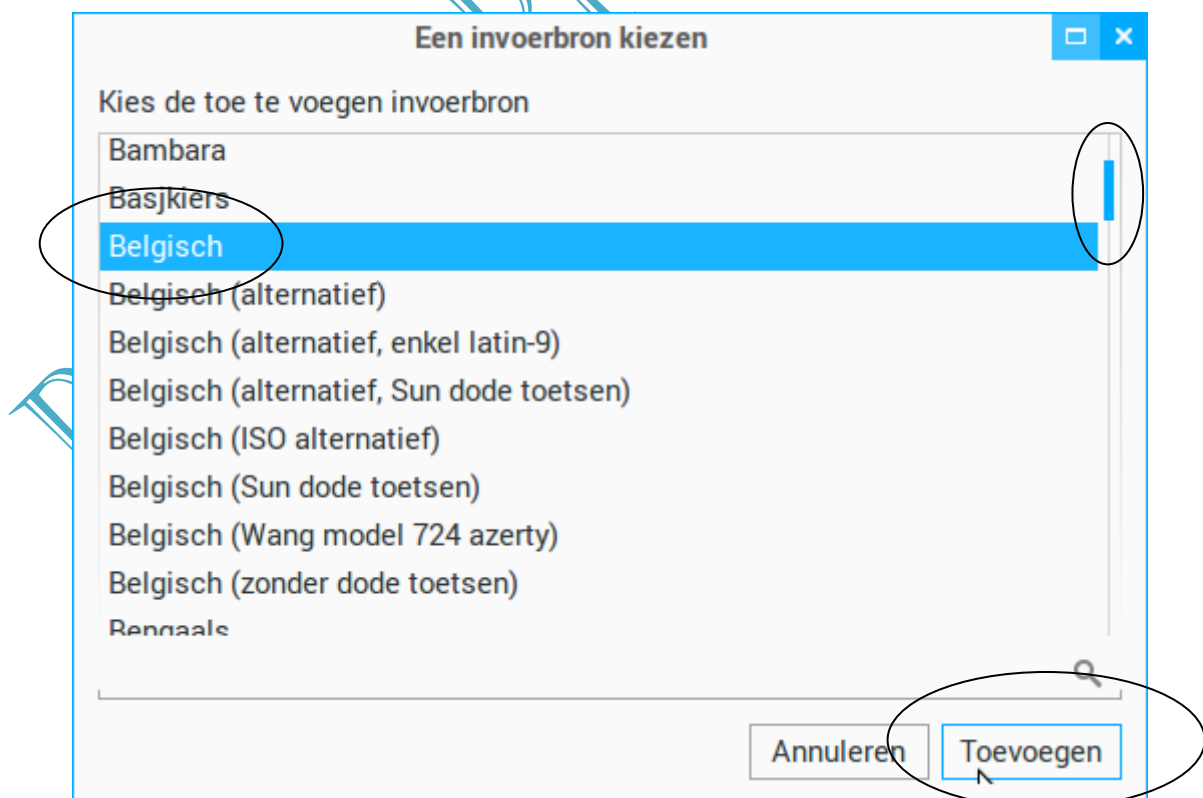 Een invoerbron kiezen
Kies de toe te voegen invoerbron
Bambara
Basjkiers
Belgisch
Belgisch (alternatief)
Belgisch (alternatief, enkel latin-9)
Belgisch (alternatief, Sun dode toetsen)
Belgisch (ISO alternatief)
Belgisch (Sun dode toetsen)
Belgisch (Wang model 724 azerty)
Belgisch (zonder dode toetsen)
Bengaals
Annuleren
Toevoegen